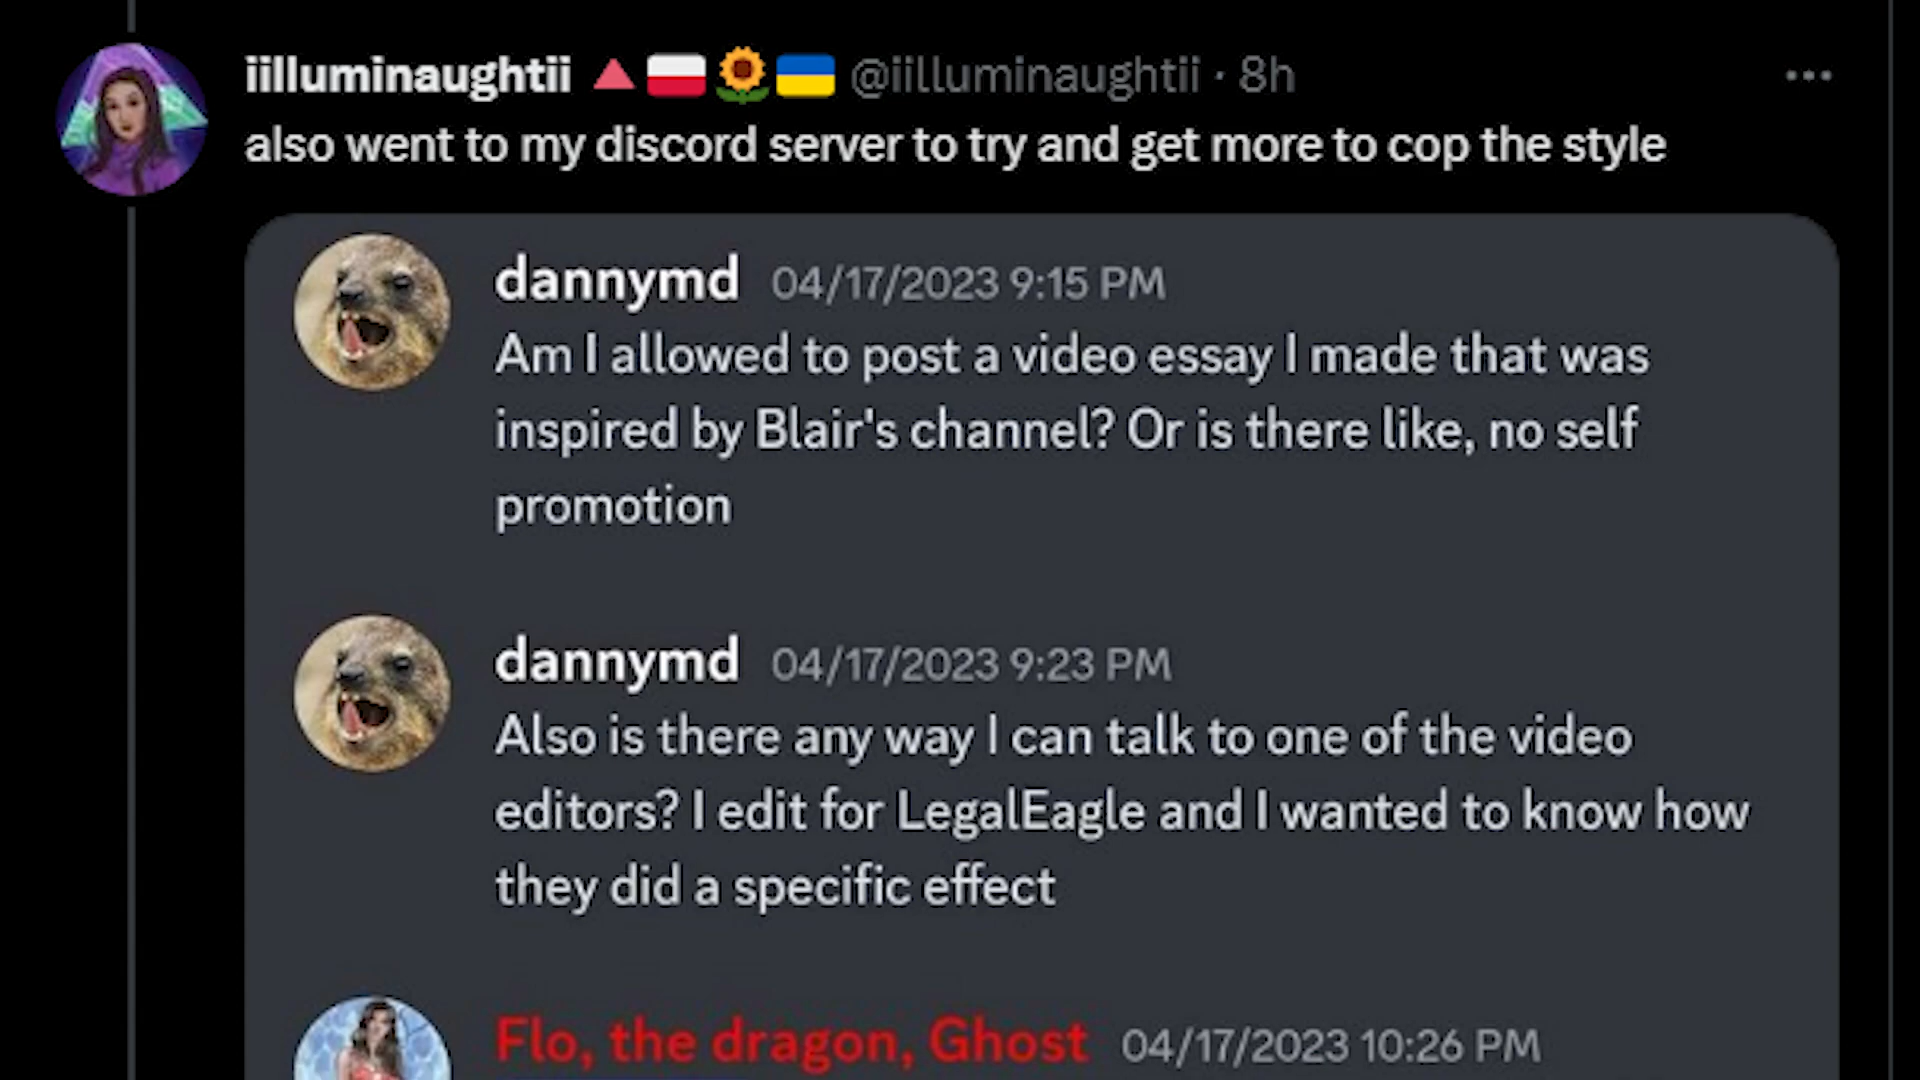 iilluminaughtii @iilluminaughtii · 8h
also went to my discord server to try and get more to cop the style
dannymd 04/17/2023 9:15 PM
Am I allowed to post a video essay I made that was
inspired by Blair's channel? Or is there like, no self
promotion
dannymd 04/17/2023 9:23 PM
Also is there any way I can talk to one of the video
editors? I edit for LegalEagle and I wanted to know how
they did a specific effect
Flo, the dragon, Ghost 04/17/2023 10:26 PM